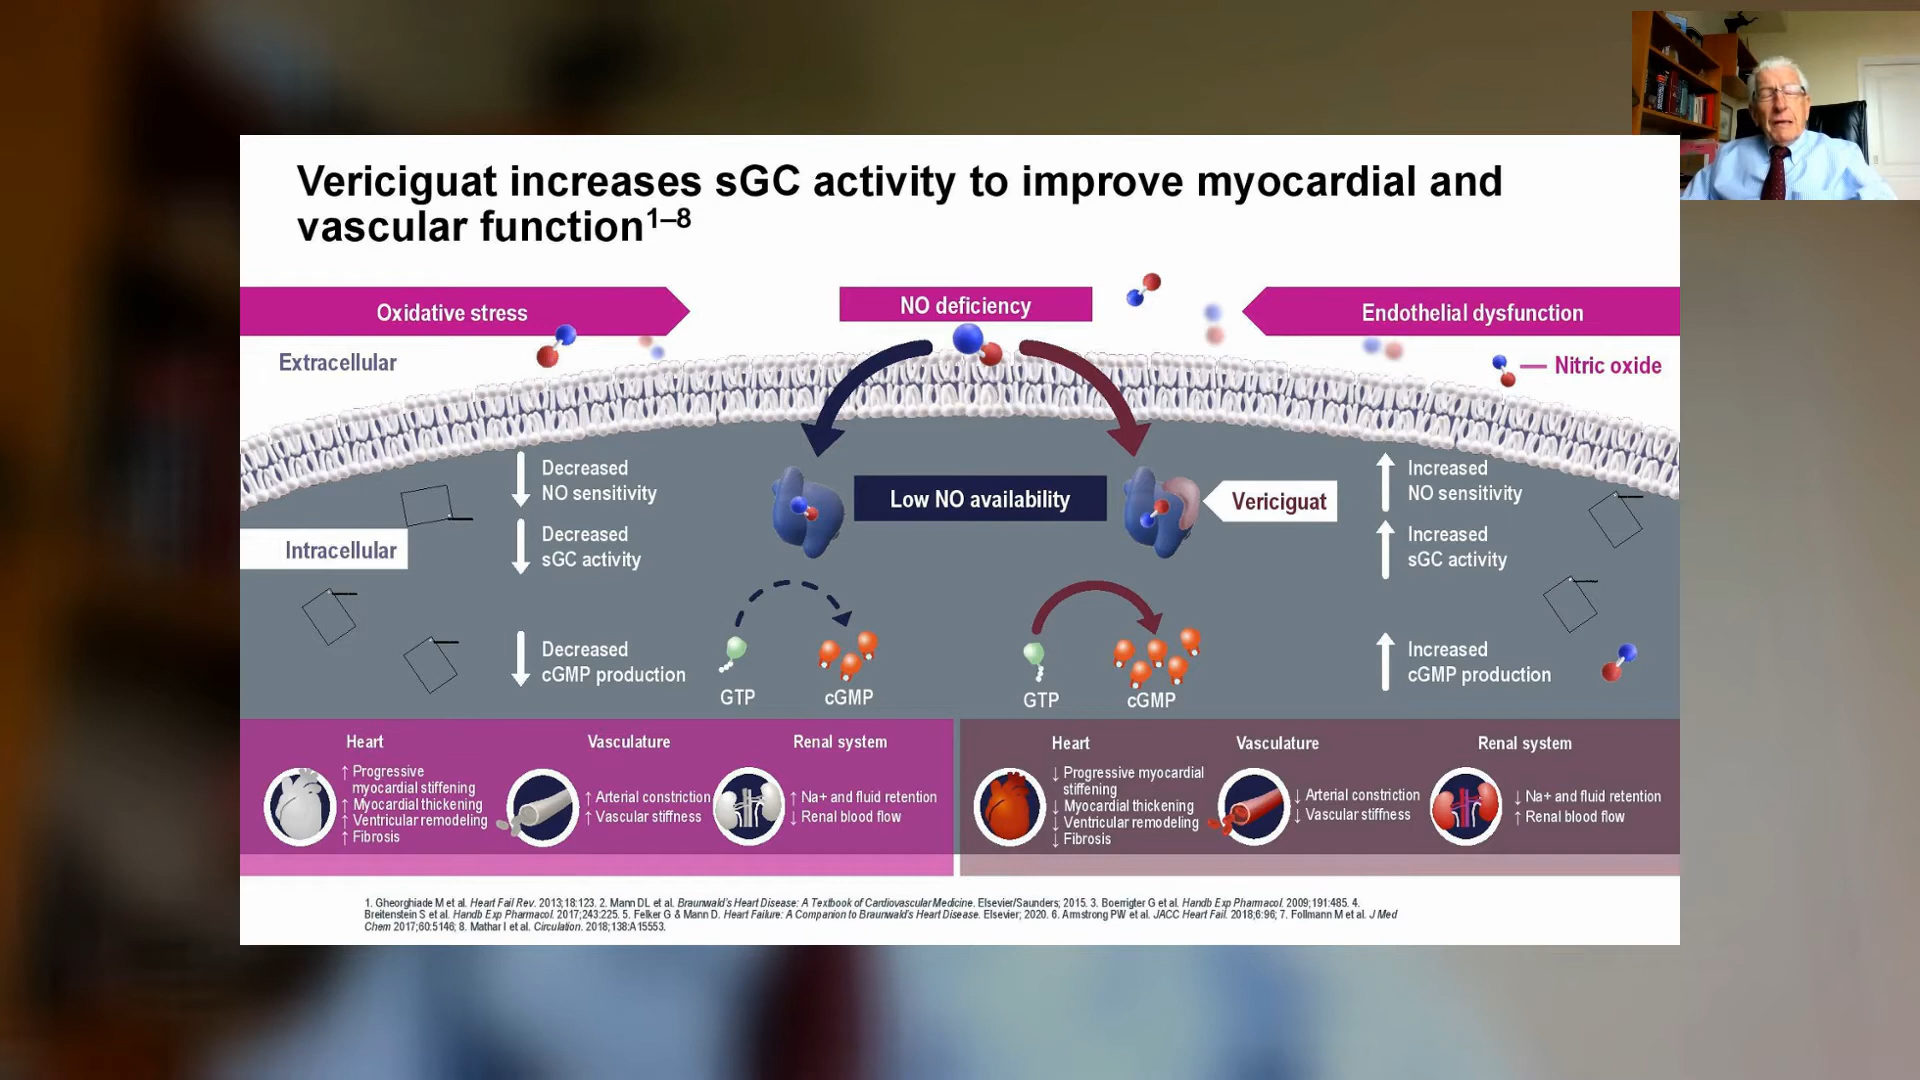 Vericiguat increases sGC activity to improve myocardial and
vascular function1–8
Oxidative stress
NO deficiency
Endothelial dysfunction
Extracellular
Nitric oxide
Decreased
NO sensitivity
Low NO availability
Vericiguat
Increased
NO sensitivity
Decreased
sGC activity
Increased
sGC activity
Intracellular
Decreased
cGMP production
GTP
cGMP
GTP
cGMP
Increased
cGMP production
Heart
↑ Progressive
myocardial stiffening
↑ Myocardial thickening
↑ Ventricular remodeling
↑ Fibrosis
Vasculature
↑ Arterial constriction
↑ Vascular stiffness
Renal system
↑ Na+ and fluid retention
↓ Renal blood flow
Heart
↓ Progressive myocardial
stiffening
↓ Myocardial thickening
↓ Ventricular remodeling
↓ Fibrosis
Vasculature
↓ Arterial constriction
↓ Vascular stiffness
Renal system
↓ Na+ and fluid retention
↑ Renal blood flow
1. Gheorghiade M et al. Heart Fail Rev. 2013;18:123. 2. Mann DL et al. Braunwald's Heart Disease: A Textbook of Cardiovascular Medicine. Elsevier/Saunders; 2015. 3. Boerrigter G et al. Handb Exp Pharmacol. 2009;191:485. 4.
Breitenstein S et al. Handb Exp Pharmacol. 2017;243:225. 5. Felker G & Mann D. Heart Failure: A Companion to Braunwald's Heart Disease. Elsevier; 2020. 6. Armstrong PW et al. JACC Heart Fail. 2018;6:96; 7. Follmann M et al. J Med
Chem 2017;60:5146; 8. Mathar I et al. Circulation. 2018;138:A15553.